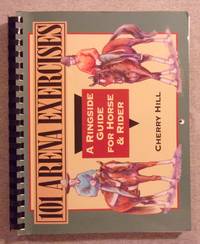 101 ARENA EXERCISES
A RINGSIDE
GUIDE
FOR HORSE
& RIDER
CHERRY HILL